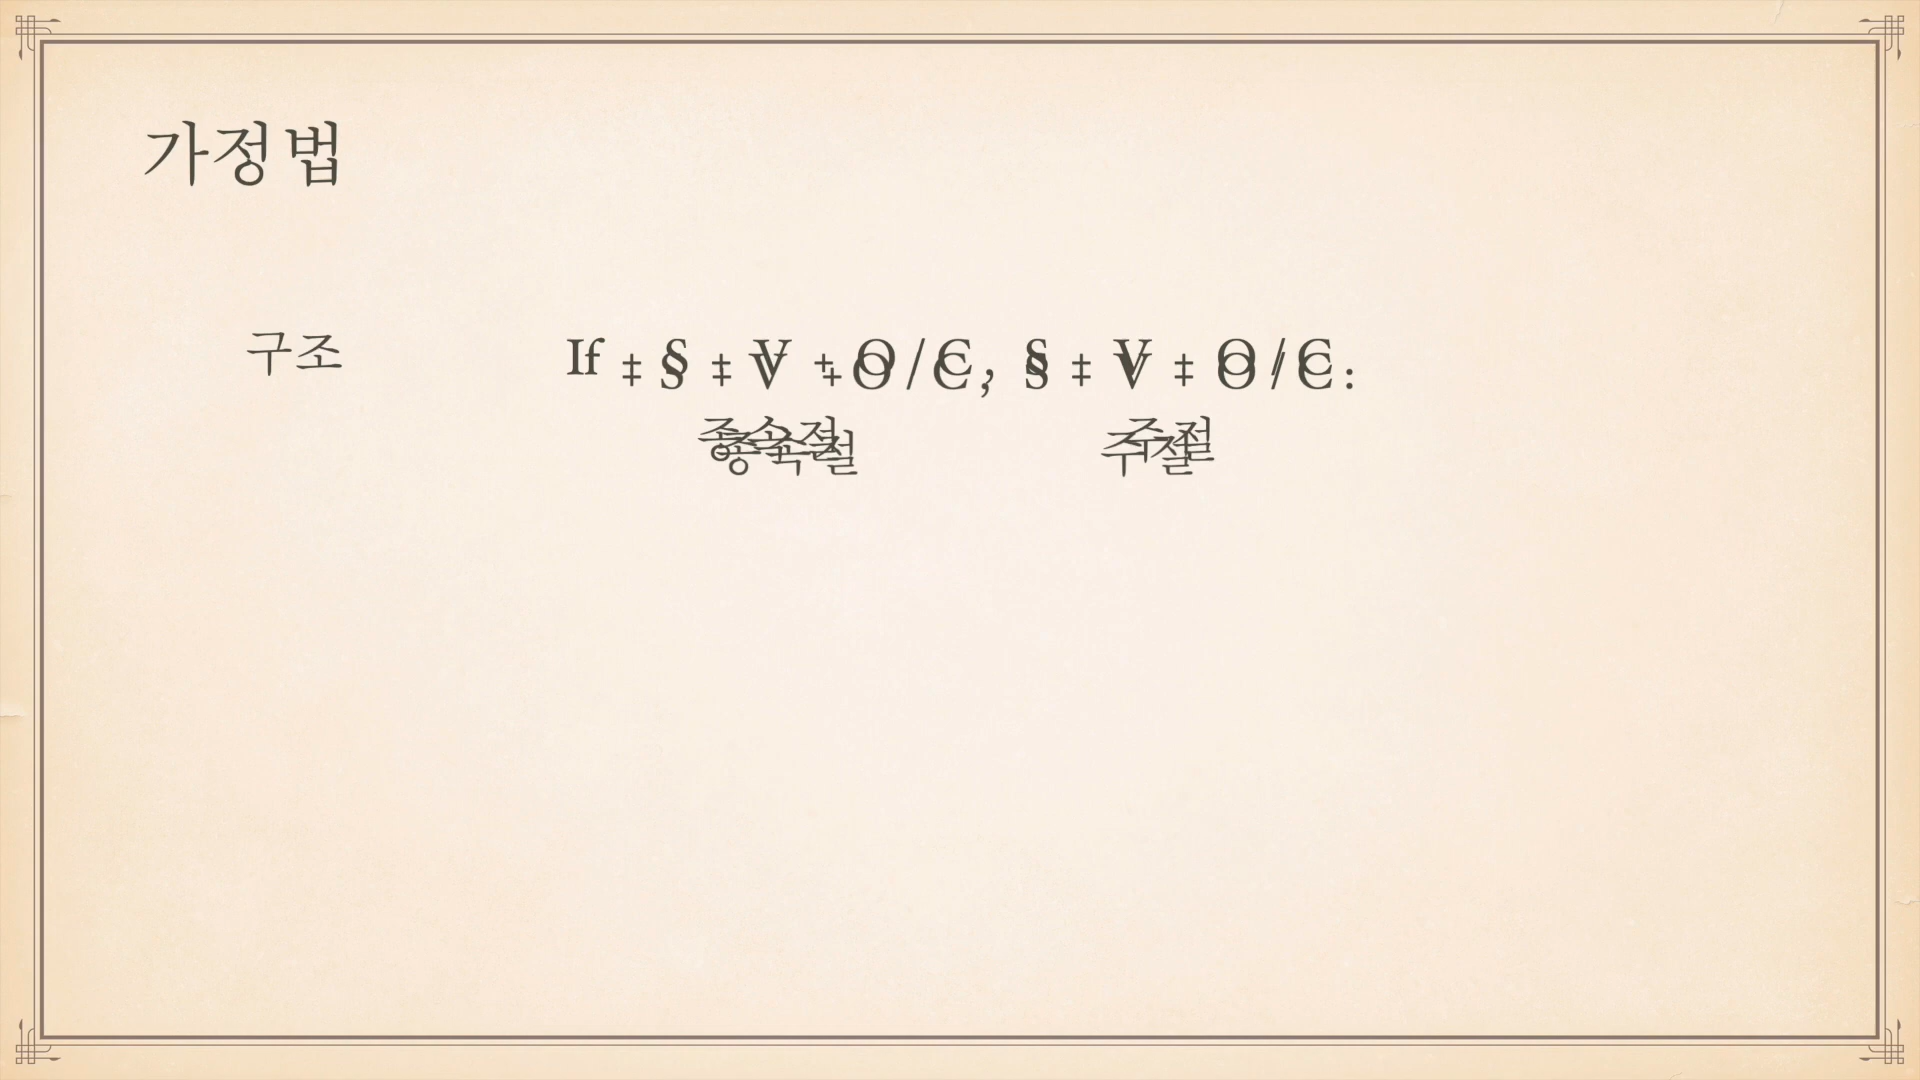 가정법
구조 If + S + V + O/C, S + V + O/C.
종속절 주절